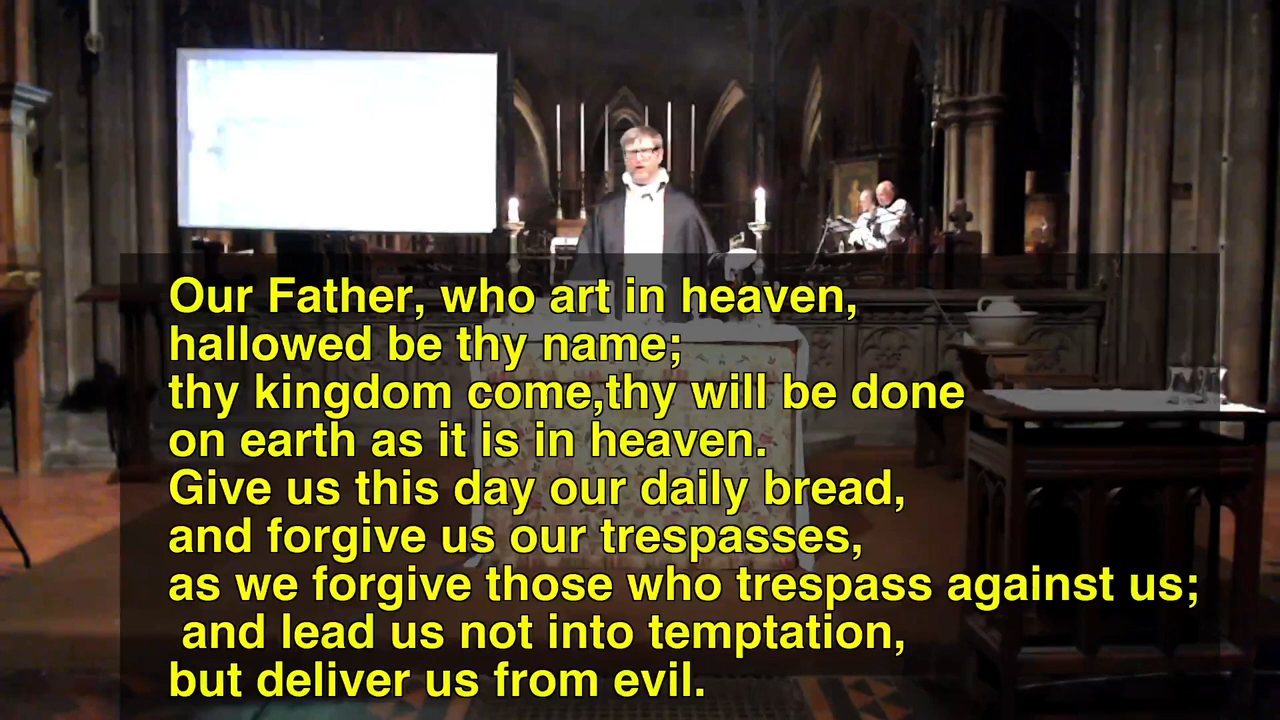 Our Father, who art in heaven,
hallowed be thy name;
thy kingdom come,thy will be done
on earth as it is in heaven.
Give us this day our daily bread,
and forgive us our trespasses,
as we forgive those who trespass against us;
and lead us not into temptation,
but deliver us from evil.